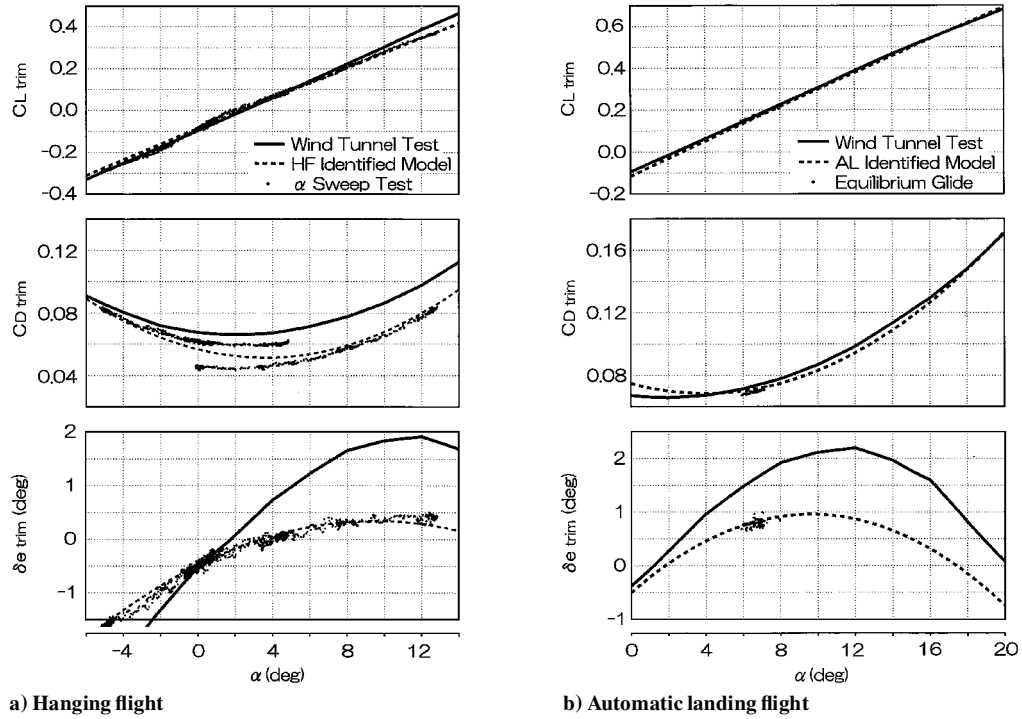 0.4
0.2
0.0
-0.2
-0.4
CL trim
Wind Tunnel Test
HF Identified Model
α Sweep Test
0.12
0.08
0.04
CD trim
2
1
0
-1
δe trim (deg)
-4 0 4 8 12
α (deg)
a) Hanging flight
0.6
0.4
0.2
0.0
-0.2
CL trim
Wind Tunnel Test
AL Identified Model
Equilibrium Glide
0.16
0.12
0.08
CD trim
2
1
0
-1
δe trim (deg)
0 4 8 12 16 20
α (deg)
b) Automatic landing flight